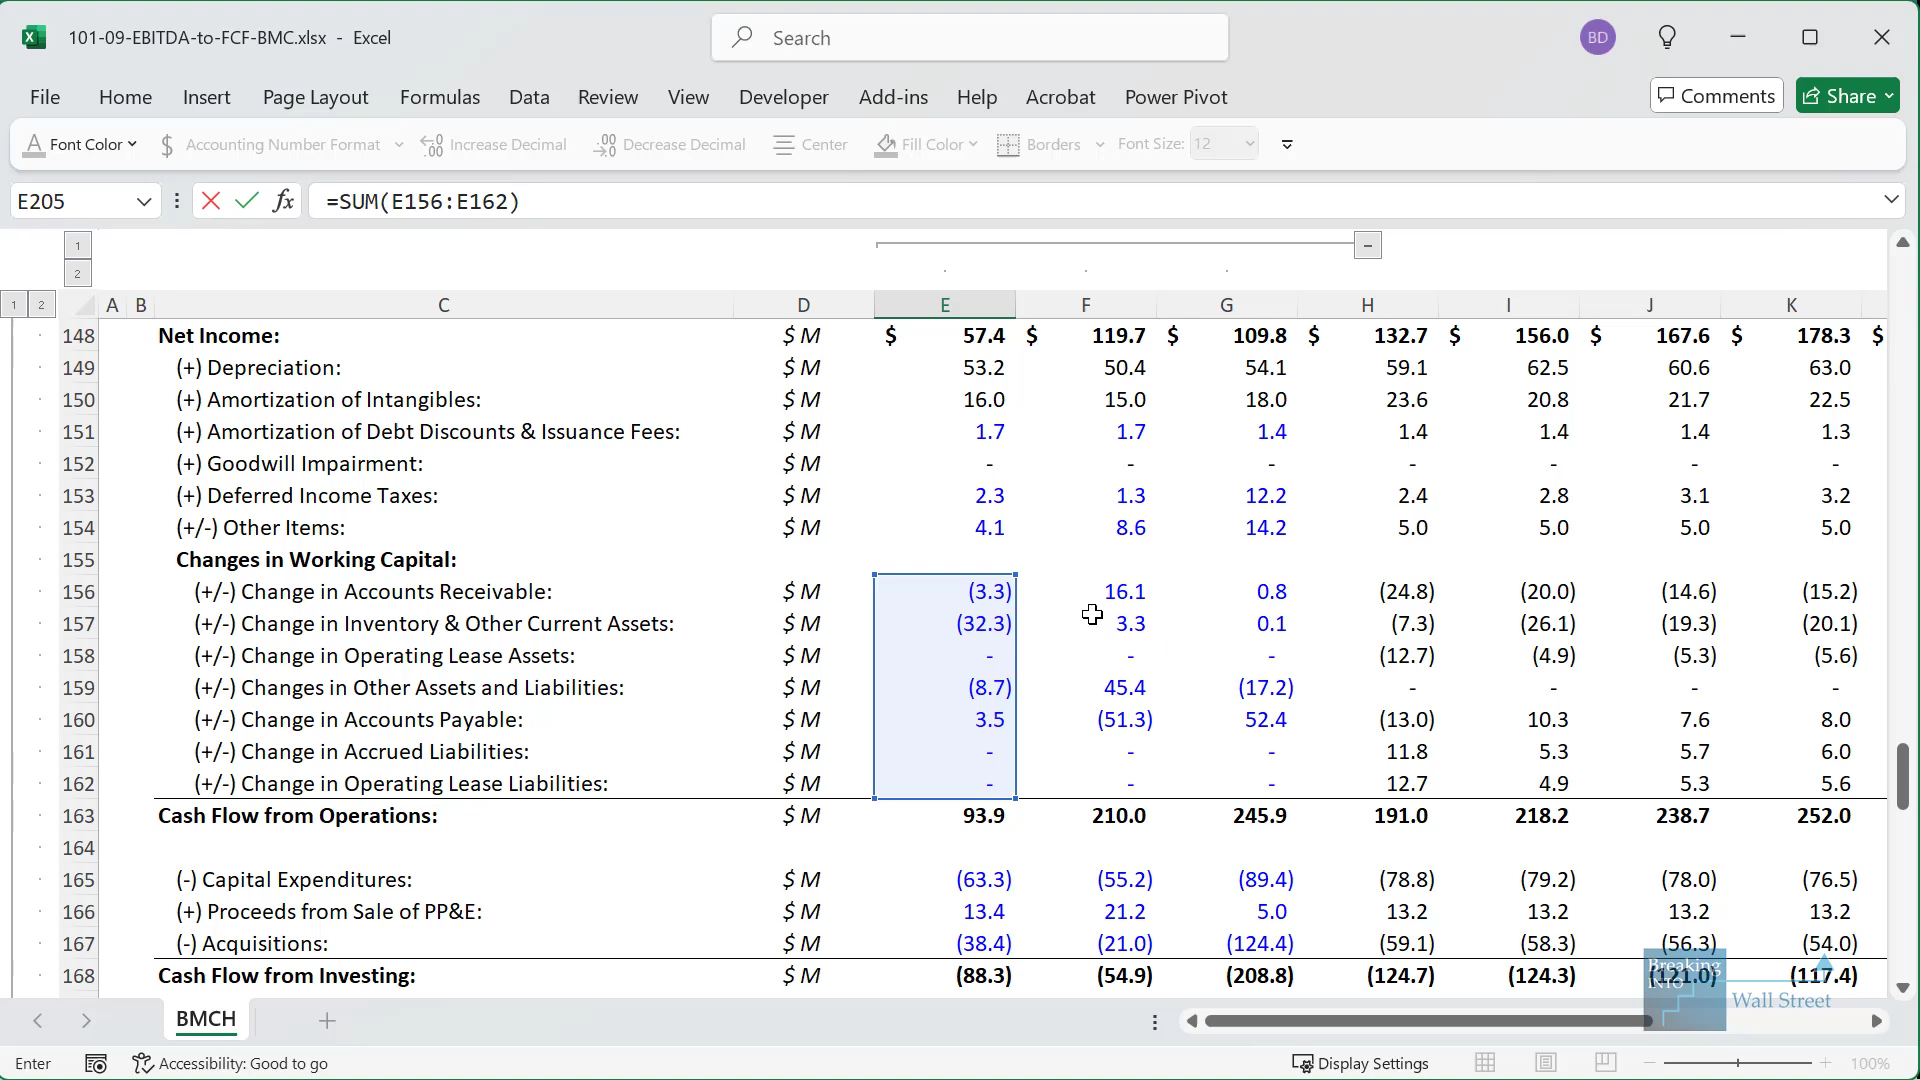 101-09-EBITDA-to-FCF-BMC.xlsx - Excel
Search
BD
File Home Insert Page Layout Formulas Data Review View Developer Add-ins Help Acrobat Power Pivot Comments Share
Font Color $ Accounting Number Format Increase Decimal Decrease Decimal Center Fill Color Borders Font Size: 12
E205 fx =SUM(E156:E162)
1
2
1 2 A B C D E F G H I J K
148 Net Income: $ M $ 57.4 $ 119.7 $ 109.8 $ 132.7 $ 156.0 $ 167.6 $ 178.3 $
149 (+) Depreciation: $ M 53.2 50.4 54.1 59.1 62.5 60.6 63.0
150 (+) Amortization of Intangibles: $ M 16.0 15.0 18.0 23.6 20.8 21.7 22.5
151 (+) Amortization of Debt Discounts & Issuance Fees: $ M 1.7 1.7 1.4 1.4 1.4 1.4 1.3
152 (+) Goodwill Impairment: $ M - - - - - - -
153 (+) Deferred Income Taxes: $ M 2.3 1.3 12.2 2.4 2.8 3.1 3.2
154 (+/-) Other Items: $ M 4.1 8.6 14.2 5.0 5.0 5.0 5.0
155 Changes in Working Capital:
156 (+/-) Change in Accounts Receivable: $ M (3.3) 16.1 0.8 (24.8) (20.0) (14.6) (15.2)
157 (+/-) Change in Inventory & Other Current Assets: $ M (32.3) 3.3 0.1 (7.3) (26.1) (19.3) (20.1)
158 (+/-) Change in Operating Lease Assets: $ M - - - (12.7) (4.9) (5.3) (5.6)
159 (+/-) Changes in Other Assets and Liabilities: $ M (8.7) 45.4 (17.2) - - - -
160 (+/-) Change in Accounts Payable: $ M 3.5 (51.3) 52.4 (13.0) 10.3 7.6 8.0
161 (+/-) Change in Accrued Liabilities: $ M - - - 11.8 5.3 5.7 6.0
162 (+/-) Change in Operating Lease Liabilities: $ M - - - 12.7 4.9 5.3 5.6
163 Cash Flow from Operations: $ M 93.9 210.0 245.9 191.0 218.2 238.7 252.0
164
165 (-) Capital Expenditures: $ M (63.3) (55.2) (89.4) (78.8) (79.2) (78.0) (76.5)
166 (+) Proceeds from Sale of PP&E: $ M 13.4 21.2 5.0 13.2 13.2 13.2 13.2
167 (-) Acquisitions: $ M (38.4) (21.0) (124.4) (59.1) (58.3) (56.3) (54.0)
168 Cash Flow from Investing: $ M (88.3) (54.9) (208.8) (124.7) (124.3) (121.0) (117.4)
Breaking
INTO
Wall Street
BMCH
Enter Accessibility: Good to go Display Settings 100%